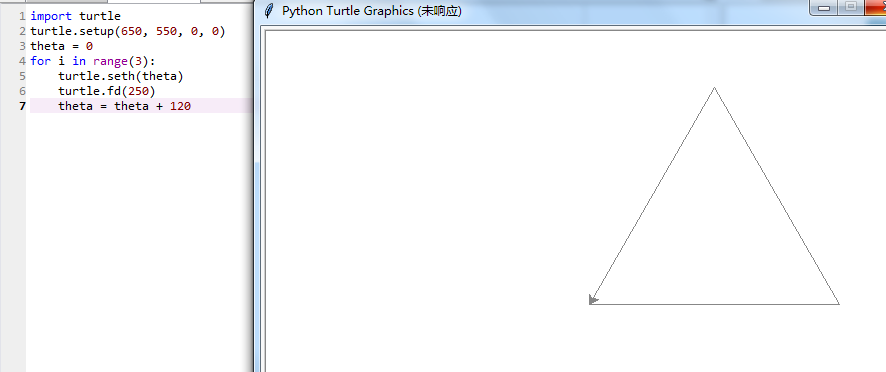 Python Turtle Graphics (未响应)
1 import turtle
2 turtle.setup(650, 550, 0, 0)
3 theta = 0
4 for i in range(3):
5     turtle.seth(theta)
6     turtle.fd(250)
7     theta = theta + 120